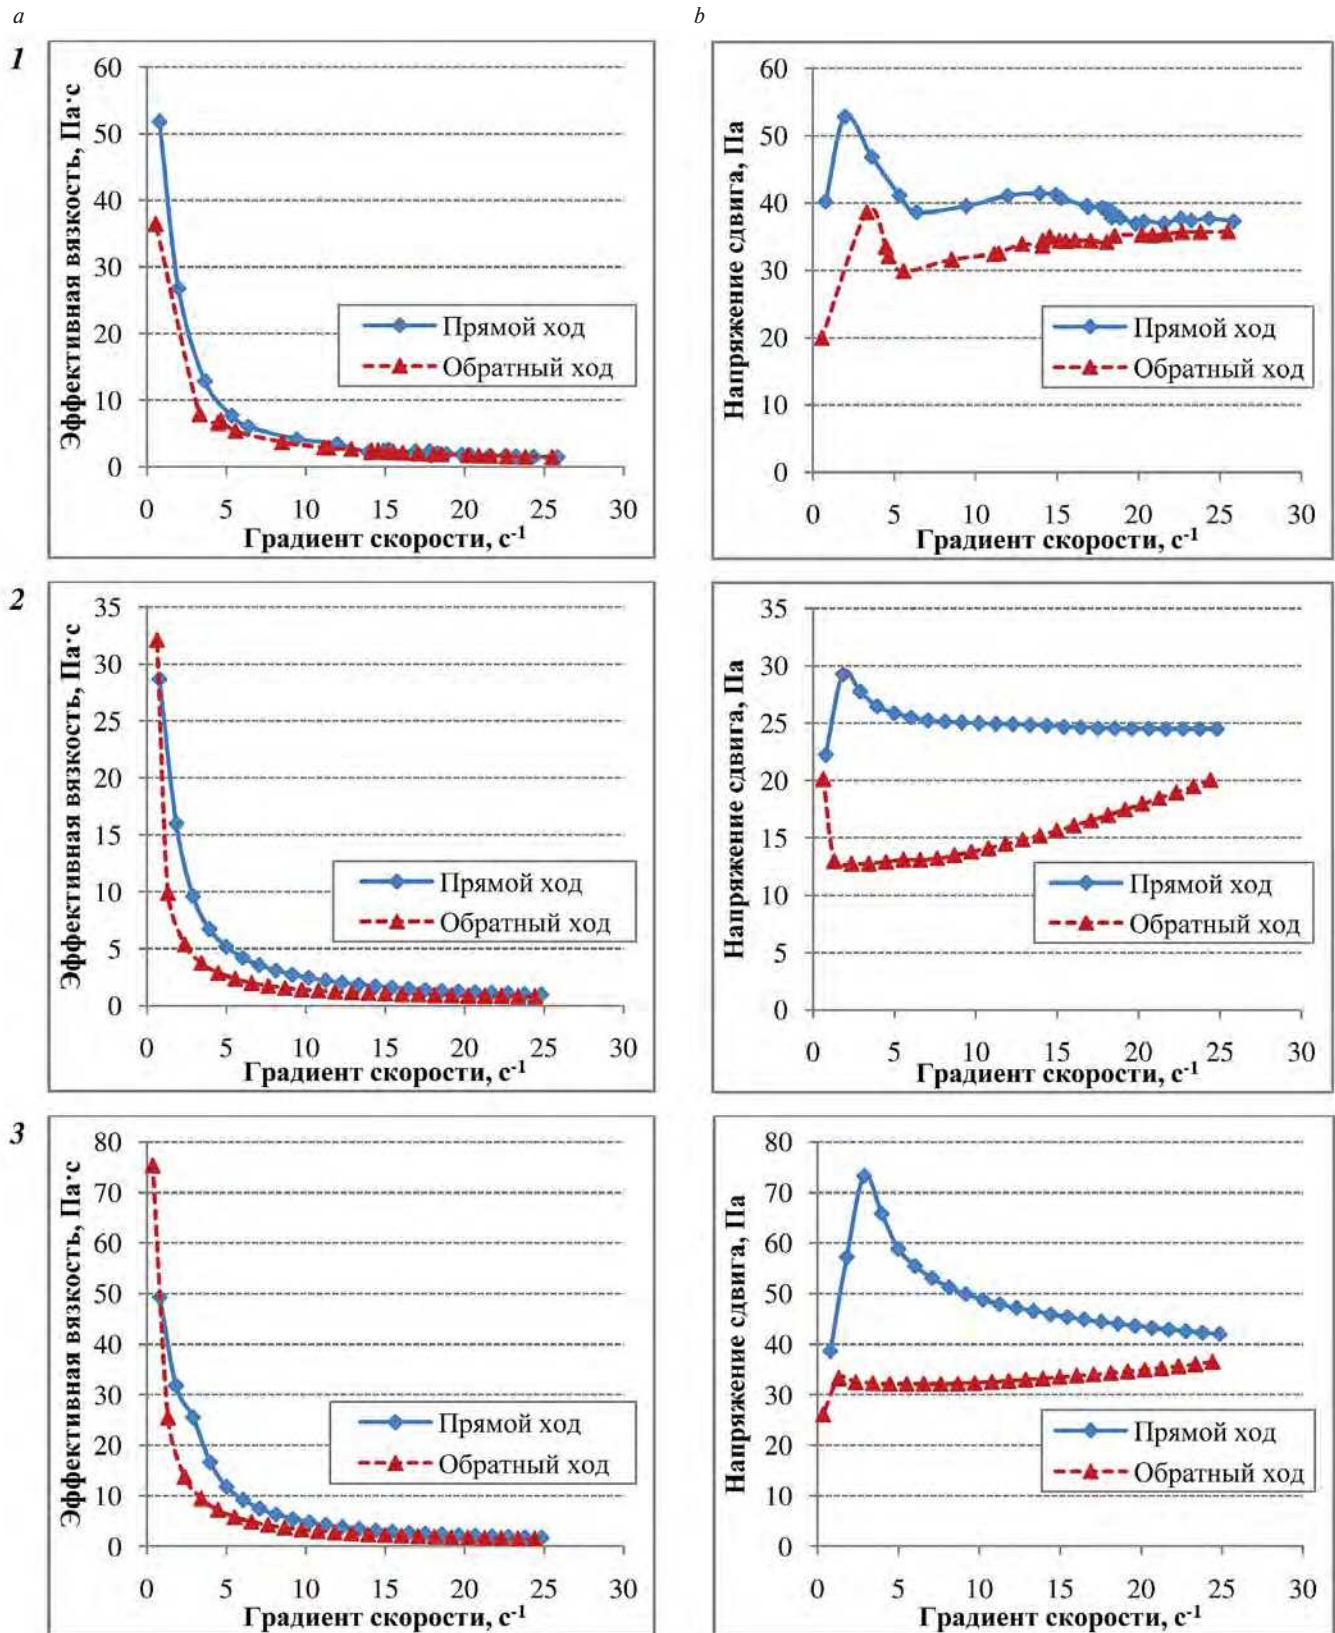 a
b
1
Эффективная вязкость, Па·с
60
50
40
30
20
10
0
0 5 10 15 20 25 30
Градиент скорости, с⁻¹
Прямой ход
Обратный ход
Напряжение сдвига, Па
60
50
40
30
20
10
0
0 5 10 15 20 25 30
Градиент скорости, с⁻¹
Прямой ход
Обратный ход
2
Эффективная вязкость, Па·с
35
30
25
20
15
10
5
0
0 5 10 15 20 25 30
Градиент скорости, с⁻¹
Прямой ход
Обратный ход
Напряжение сдвига, Па
35
30
25
20
15
10
5
0
0 5 10 15 20 25 30
Градиент скорости, с⁻¹
Прямой ход
Обратный ход
3
Эффективная вязкость, Па·с
80
70
60
50
40
30
20
10
0
0 5 10 15 20 25 30
Градиент скорости, с⁻¹
Прямой ход
Обратный ход
Напряжение сдвига, Па
80
70
60
50
40
30
20
10
0
0 5 10 15 20 25 30
Градиент скорости, с⁻¹
Прямой ход
Обратный ход